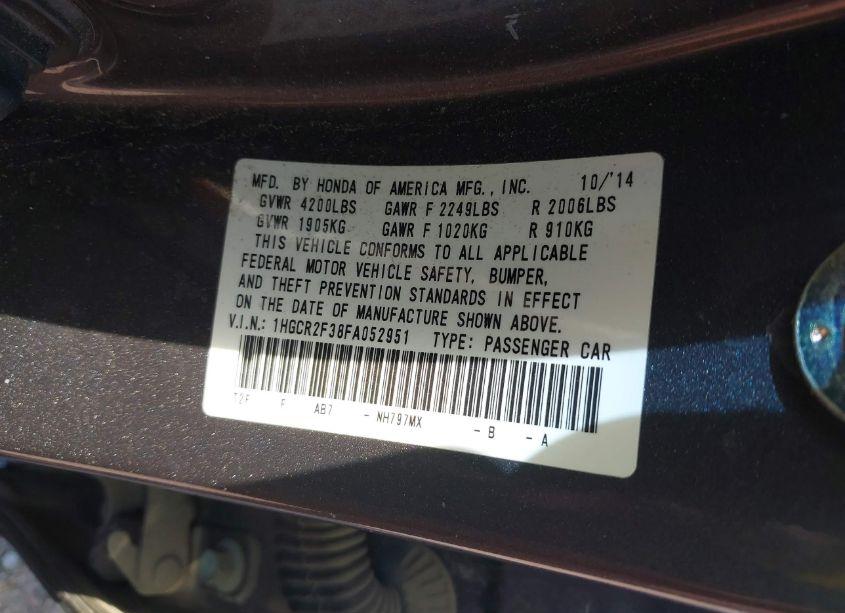 MFD. BY HONDA OF AMERICA MFG., INC. 10/'14
GVWR 4200LBS GAWR F 2249LBS R 2006LBS
GVWR 1905KG GAWR F 1020KG R 910KG
THIS VEHICLE CONFORMS TO ALL APPLICABLE
FEDERAL MOTOR VEHICLE SAFETY, BUMPER,
AND THEFT PREVENTION STANDARDS IN EFFECT
ON THE DATE OF MANUFACTURE SHOWN ABOVE.
V.I.N.: 1HGCR2F38FA052951 TYPE: PASSENGER CAR
T2F F AB7 - NH797MX - B - A